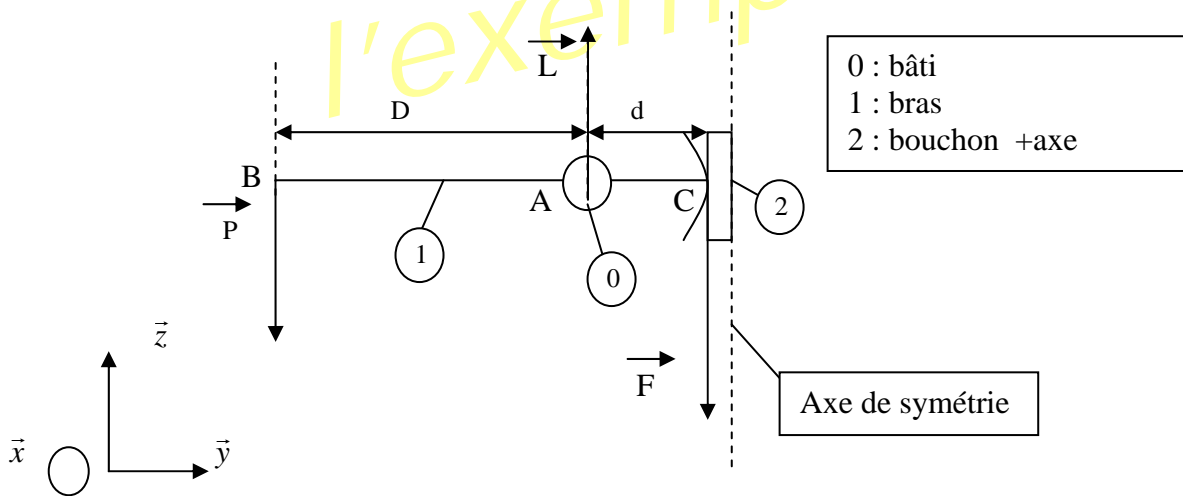 l'exemp
L
0 : bâti
1 : bras
2 : bouchon +axe
D
d
B
A
C
2
P
1
0
z
F
Axe de symétrie
x
y